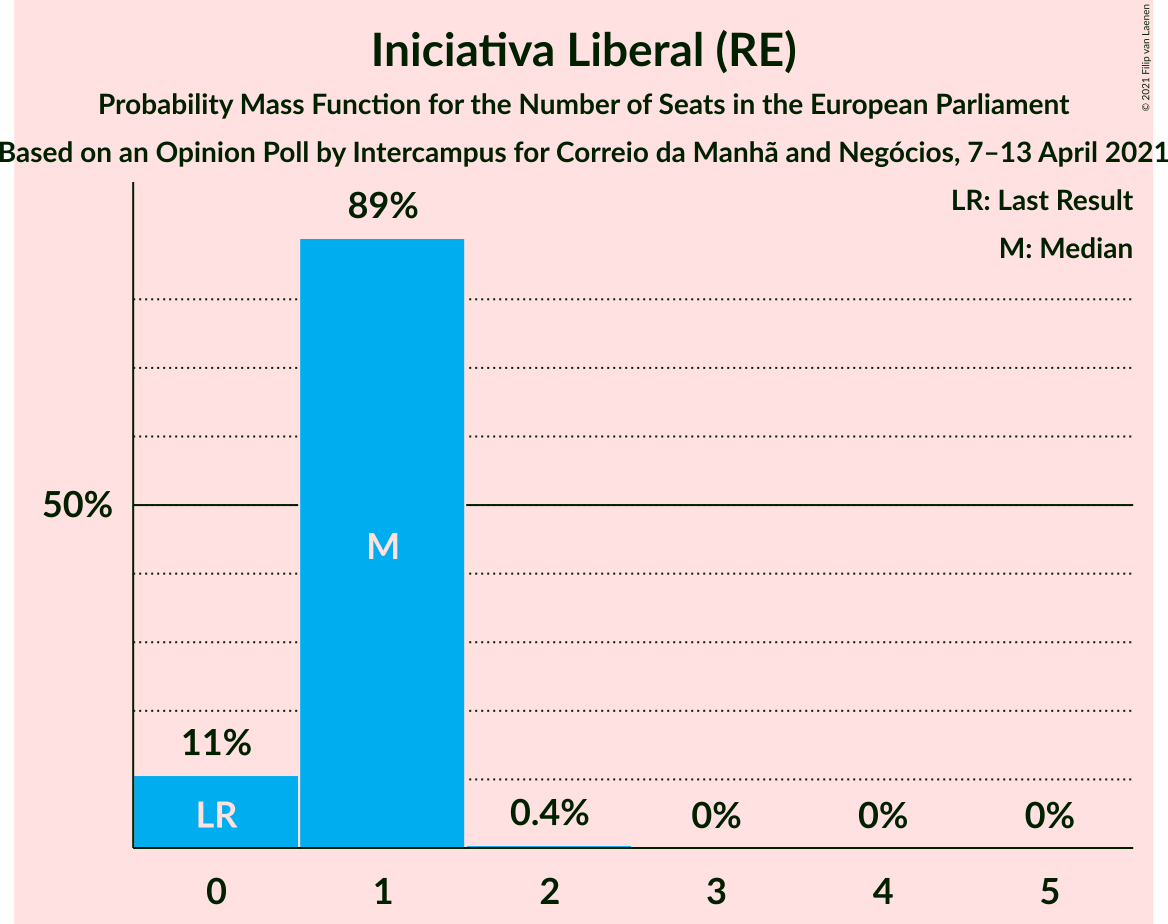 Iniciativa Liberal (RE)
Probability Mass Function for the Number of Seats in the European Parliament
Based on an Opinion Poll by Intercampus for Correio da Manhã and Negócios, 7–13 April 2021
© 2021 Filip van Laenen
LR: Last Result
M: Median
89%
50%
M
11%
LR
0.4%
0%
0%
0%
0
1
2
3
4
5